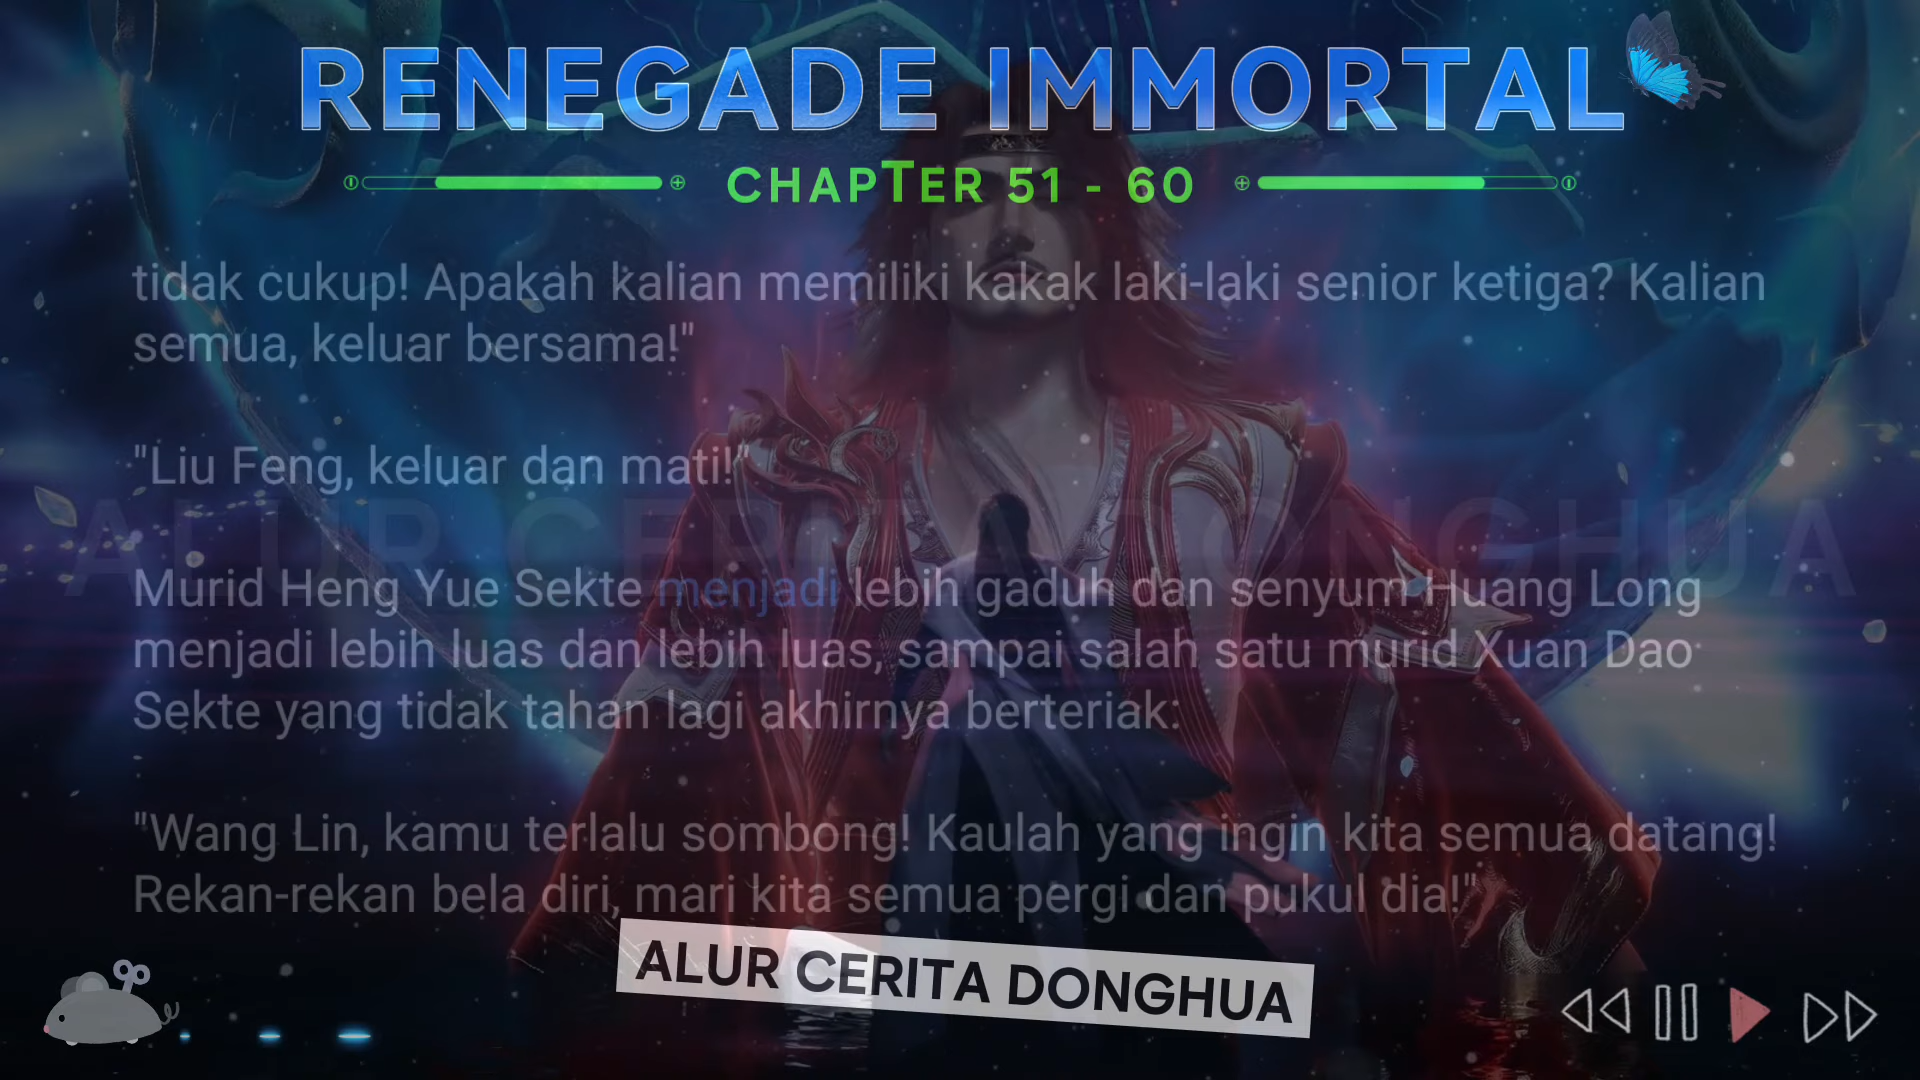 RENEGADE IMMORTAL
CHAPTER 51 - 60
tidak cukup! Apakah kalian memiliki kakak laki-laki senior ketiga? Kalian
semua, keluar bersama!"
"Liu Feng, keluar dan mati!"
ALUR CERITA DONGHUA
Murid Heng Yue Sekte menjadi lebih gaduh dan senyum Huang Long
menjadi lebih luas dan lebih luas, sampai salah satu murid Xuan Dao
Sekte yang tidak tahan lagi akhirnya berteriak:
"Wang Lin, kamu terlalu sombong! Kaulah yang ingin kita semua datang!
Rekan-rekan bela diri, mari kita semua pergi dan pukul dia!"
ALUR CERITA DONGHUA